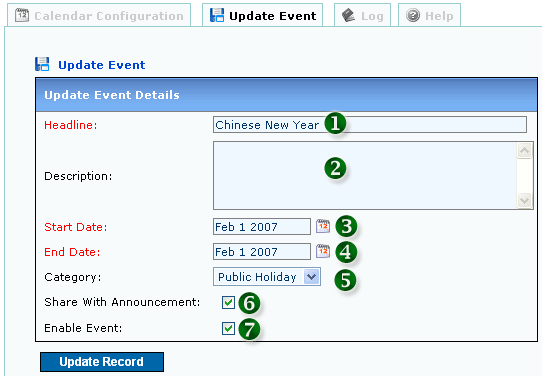 Calendar Configuration Update Event Log Help
Update Event
Update Event Details
Headline: Chinese New Year 1
Description: 2
Start Date: Feb 1 2007 12 3
End Date: Feb 1 2007 12 4
Category: Public Holiday 5
Share With Announcement: 6
Enable Event: 7
Update Record